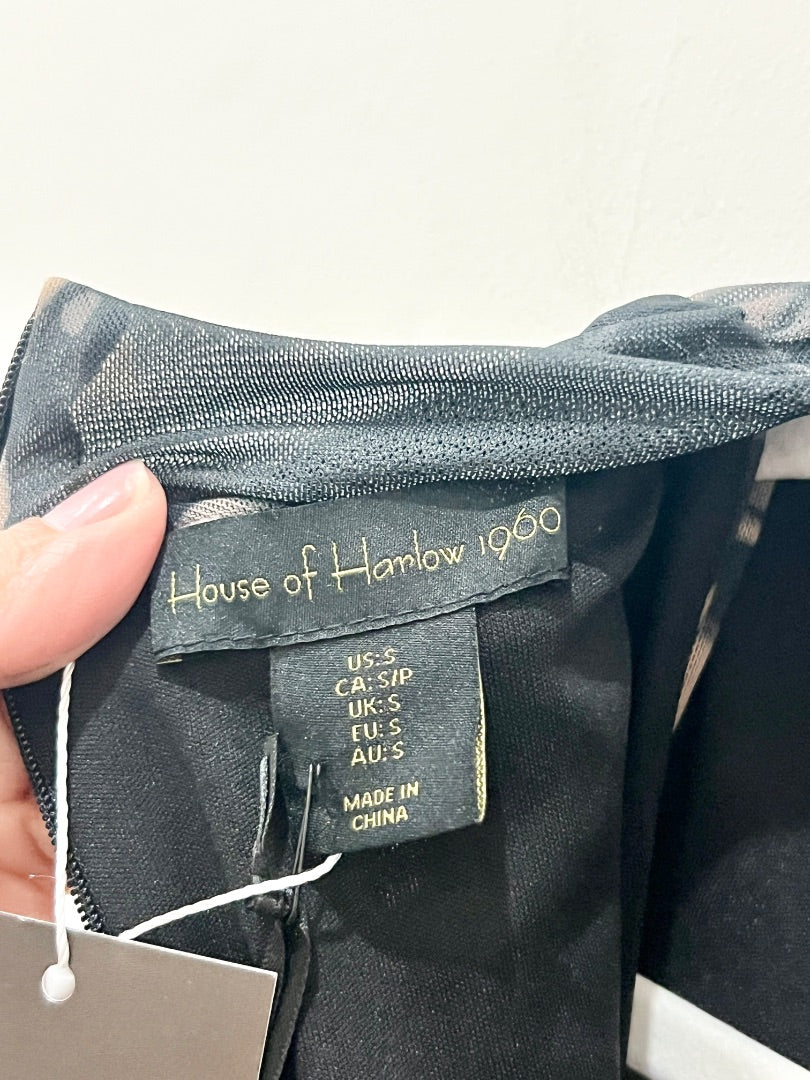 House of Harlow 1960
US: S
CA: S/P
UK: S
EU: S
AU: S
MADE IN
CHINA